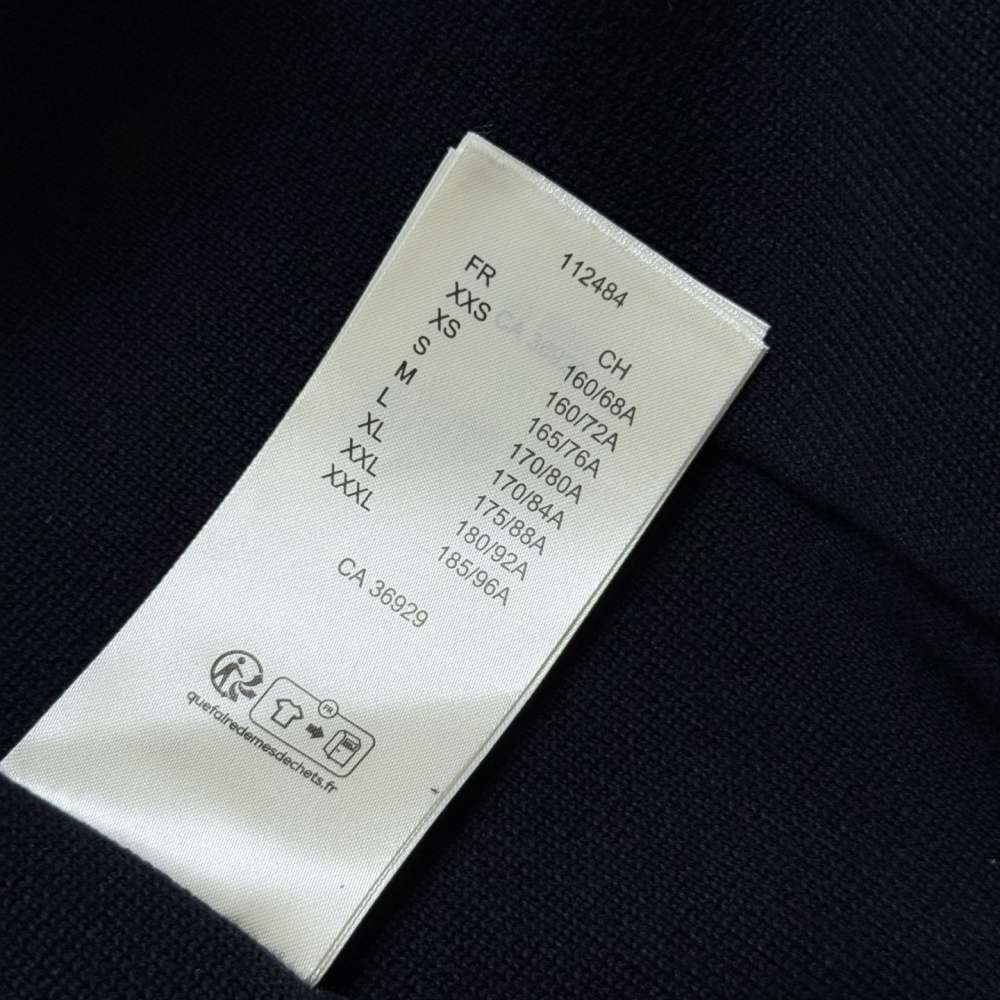 112484
FR CH
XXS 160/68A
XS 160/72A
S 165/76A
M 170/80A
L 170/84A
XL 175/88A
XXL 180/92A
XXXL 185/96A
CA 36929
FR
quefairedemesdechets.fr